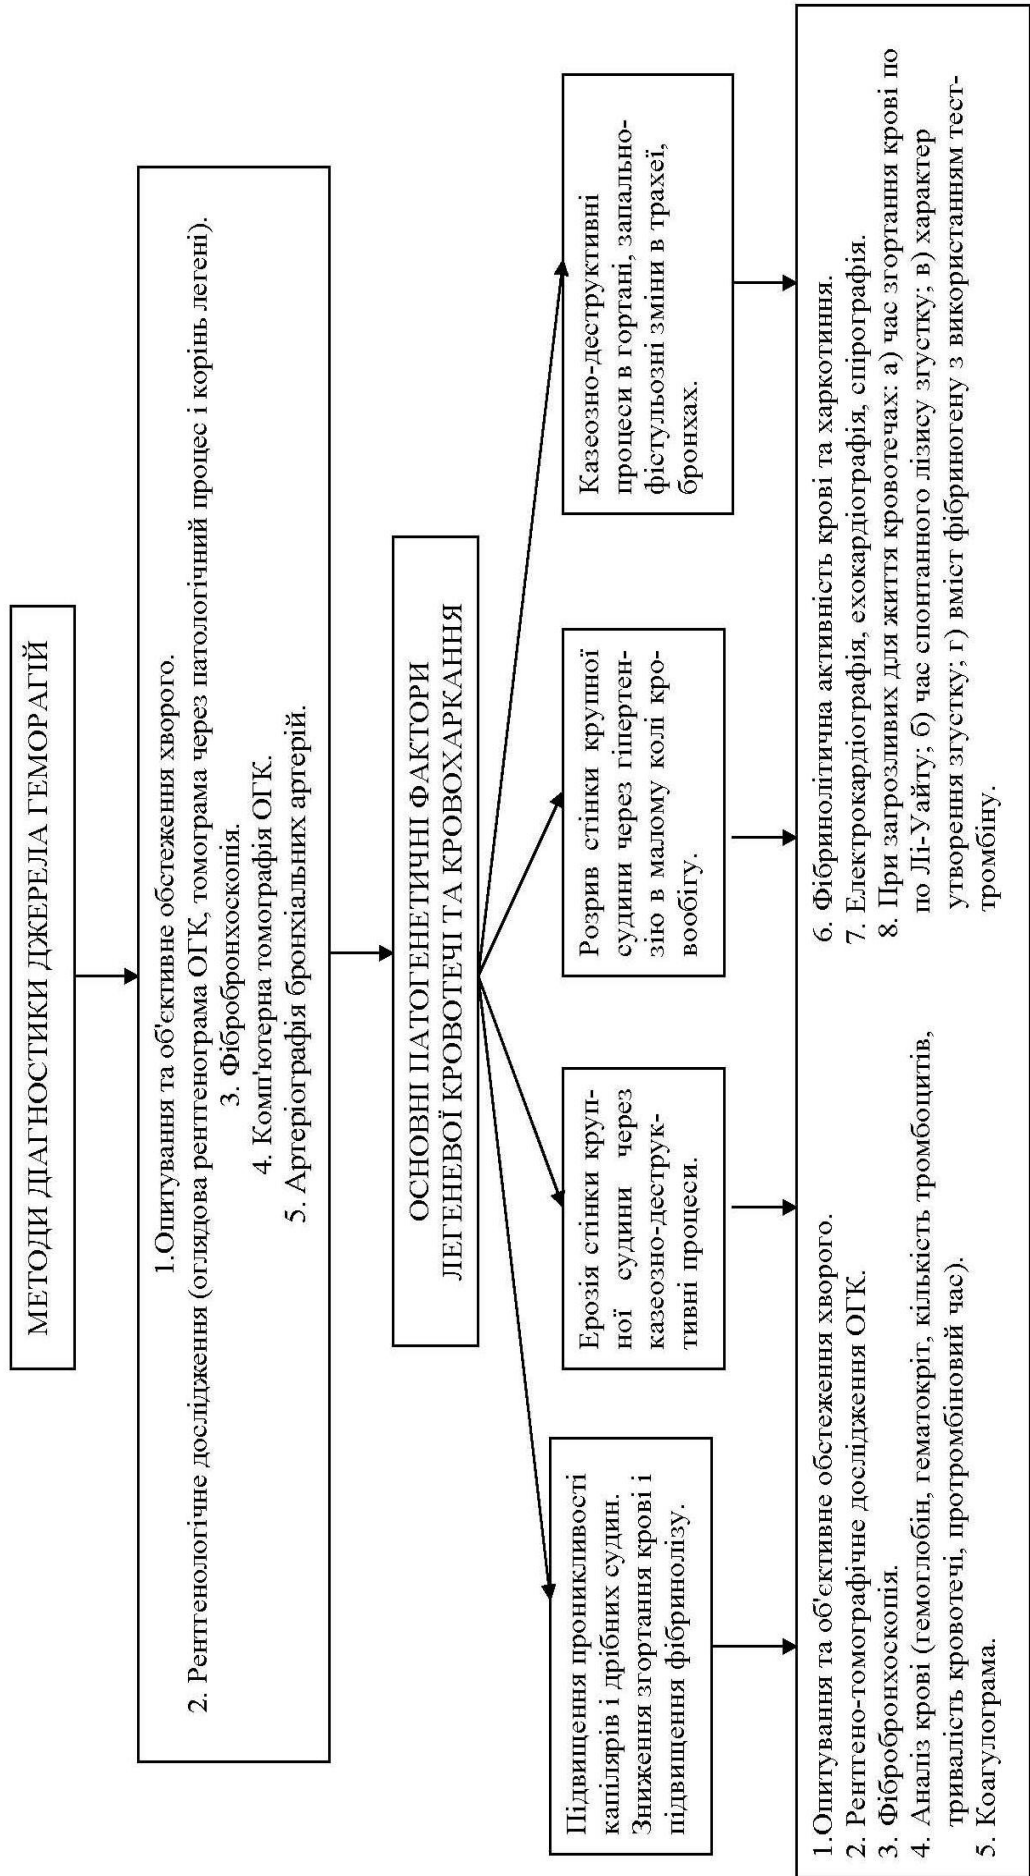 МЕТОДИ ДІАГНОСТИКИ ДЖЕРЕЛА ГЕМОРАГІЙ
1.Опитування та об'єктивне обстеження хворого.
2. Рентгенологічне дослідження (оглядова рентгенограма ОГК, томограма через патологічний процес і корінь легені).
3. Фібробронхоскопія.
4. Комп'ютерна томографія ОГК.
5. Артеріографія бронхіальних артерій.
ОСНОВНІ ПАТОГЕНЕТИЧНІ ФАКТОРИ
ЛЕГЕНЕВОЇ КРОВОТЕЧІ ТА КРОВОХАРКАННЯ
Підвищення проникливості
капілярів і дрібних судин.
Зниження згортання крові і
підвищення фібринолізу.
Ерозія стінки круп-
ної судини через
казеозно-деструк-
тивні процеси.
Розрив стінки крупної
судини через гіпертен-
зію в малому колі кро-
вообігу.
Казеозно-деструктивні
процеси в гортані, запально-
фістульозні зміни в трахеї,
бронхах.
1.Опитування та об'єктивне обстеження хворого.
2. Рентгено-томографічне дослідження ОГК.
3. Фібробронхоскопія.
4. Аналіз крові (гемоглобін, гематокріт, кількість тромбоцитів,
тривалість кровотечі, протромбіновий час).
5. Коагулограма.
6. Фібринолітична активність крові та харкотиння.
7. Електрокардіографія, ехокардіографія, спірографія.
8. При загрозливих для життя кровотечах: а) час згортання крові по
по Лі-Уайту; б) час спонтанного лізису згустку; в) характер
утворення згустку; г) вміст фібриногену з використанням тест-
тромбіну.